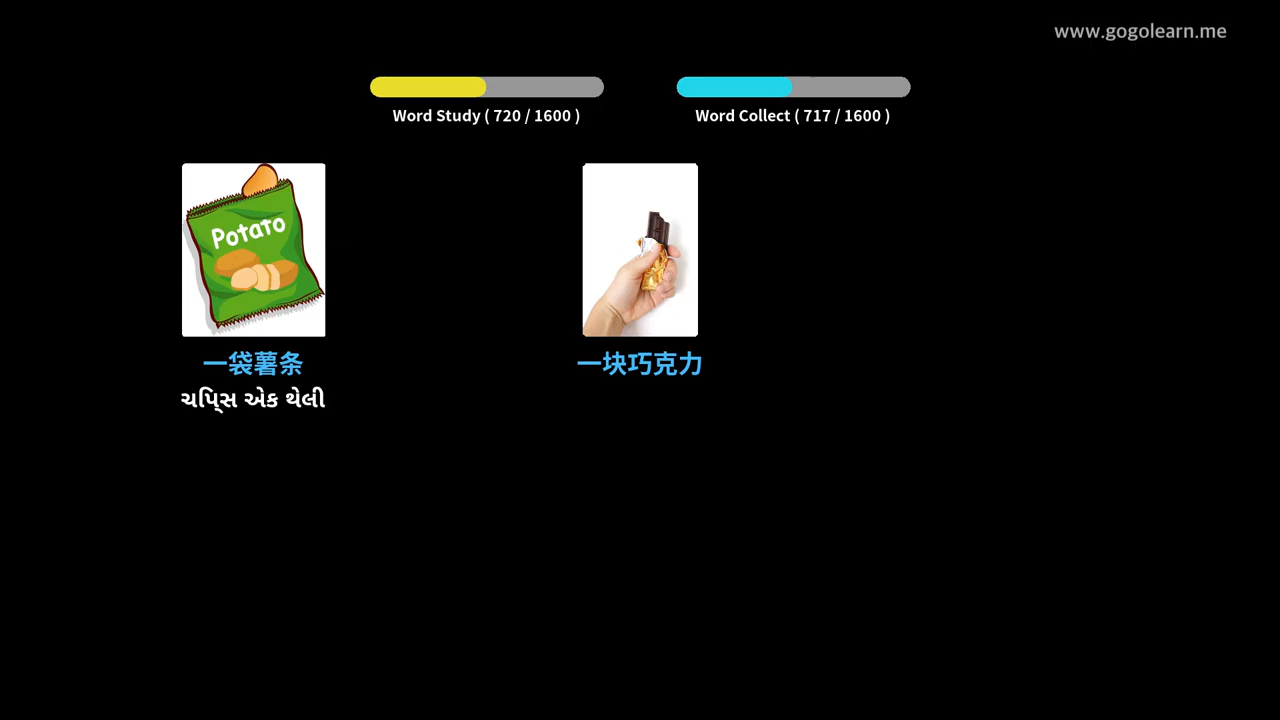 www.gogolearn.me
Word Study ( 720 / 1600 )
Word Collect ( 717 / 1600 )
Potato
一袋薯条
ચપ્સિ એક થેલી
一块巧克力